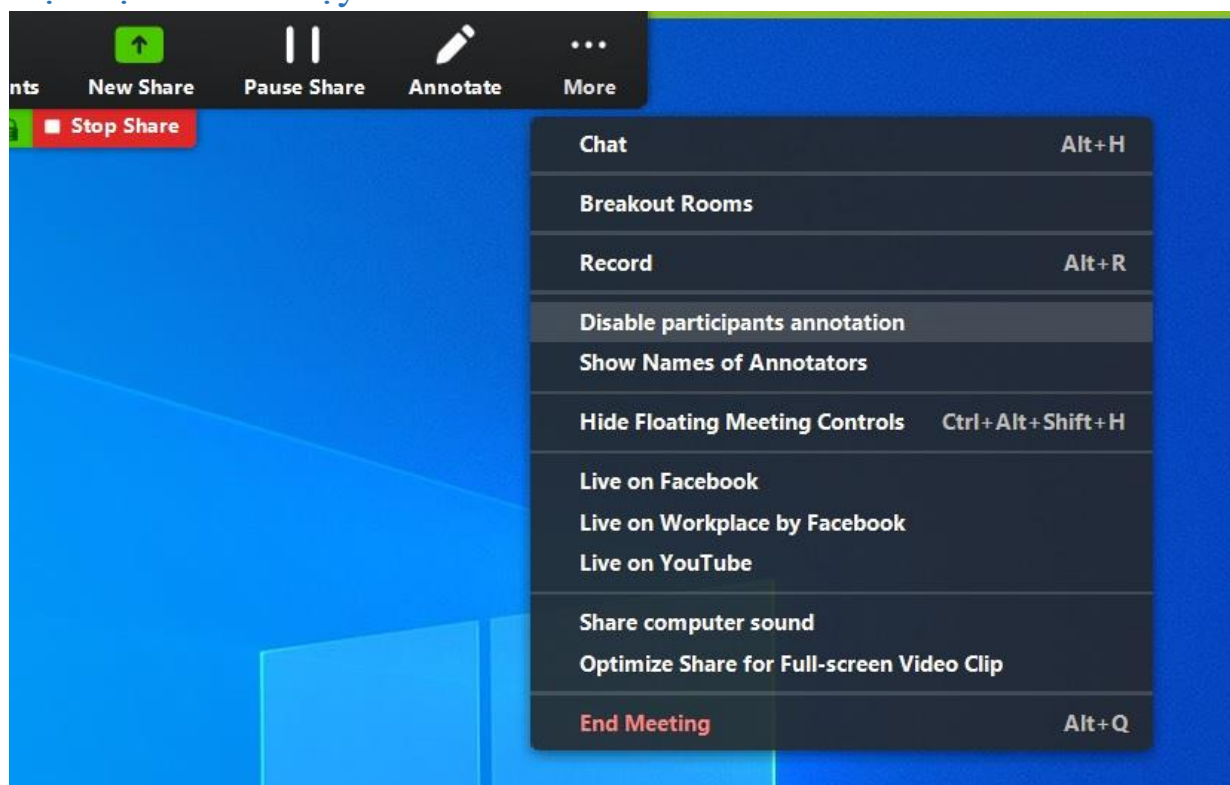 nts New Share Pause Share Annotate More
Stop Share
Chat Alt+H
Breakout Rooms
Record Alt+R
Disable participants annotation
Show Names of Annotators
Hide Floating Meeting Controls Ctrl+Alt+Shift+H
Live on Facebook
Live on Workplace by Facebook
Live on YouTube
Share computer sound
Optimize Share for Full-screen Video Clip
End Meeting Alt+Q